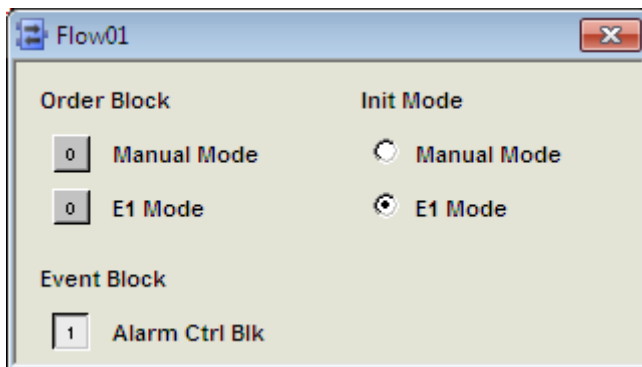 Flow01
Order Block
Init Mode
0 Manual Mode
Manual Mode
0 E1 Mode
E1 Mode
Event Block
1 Alarm Ctrl Blk